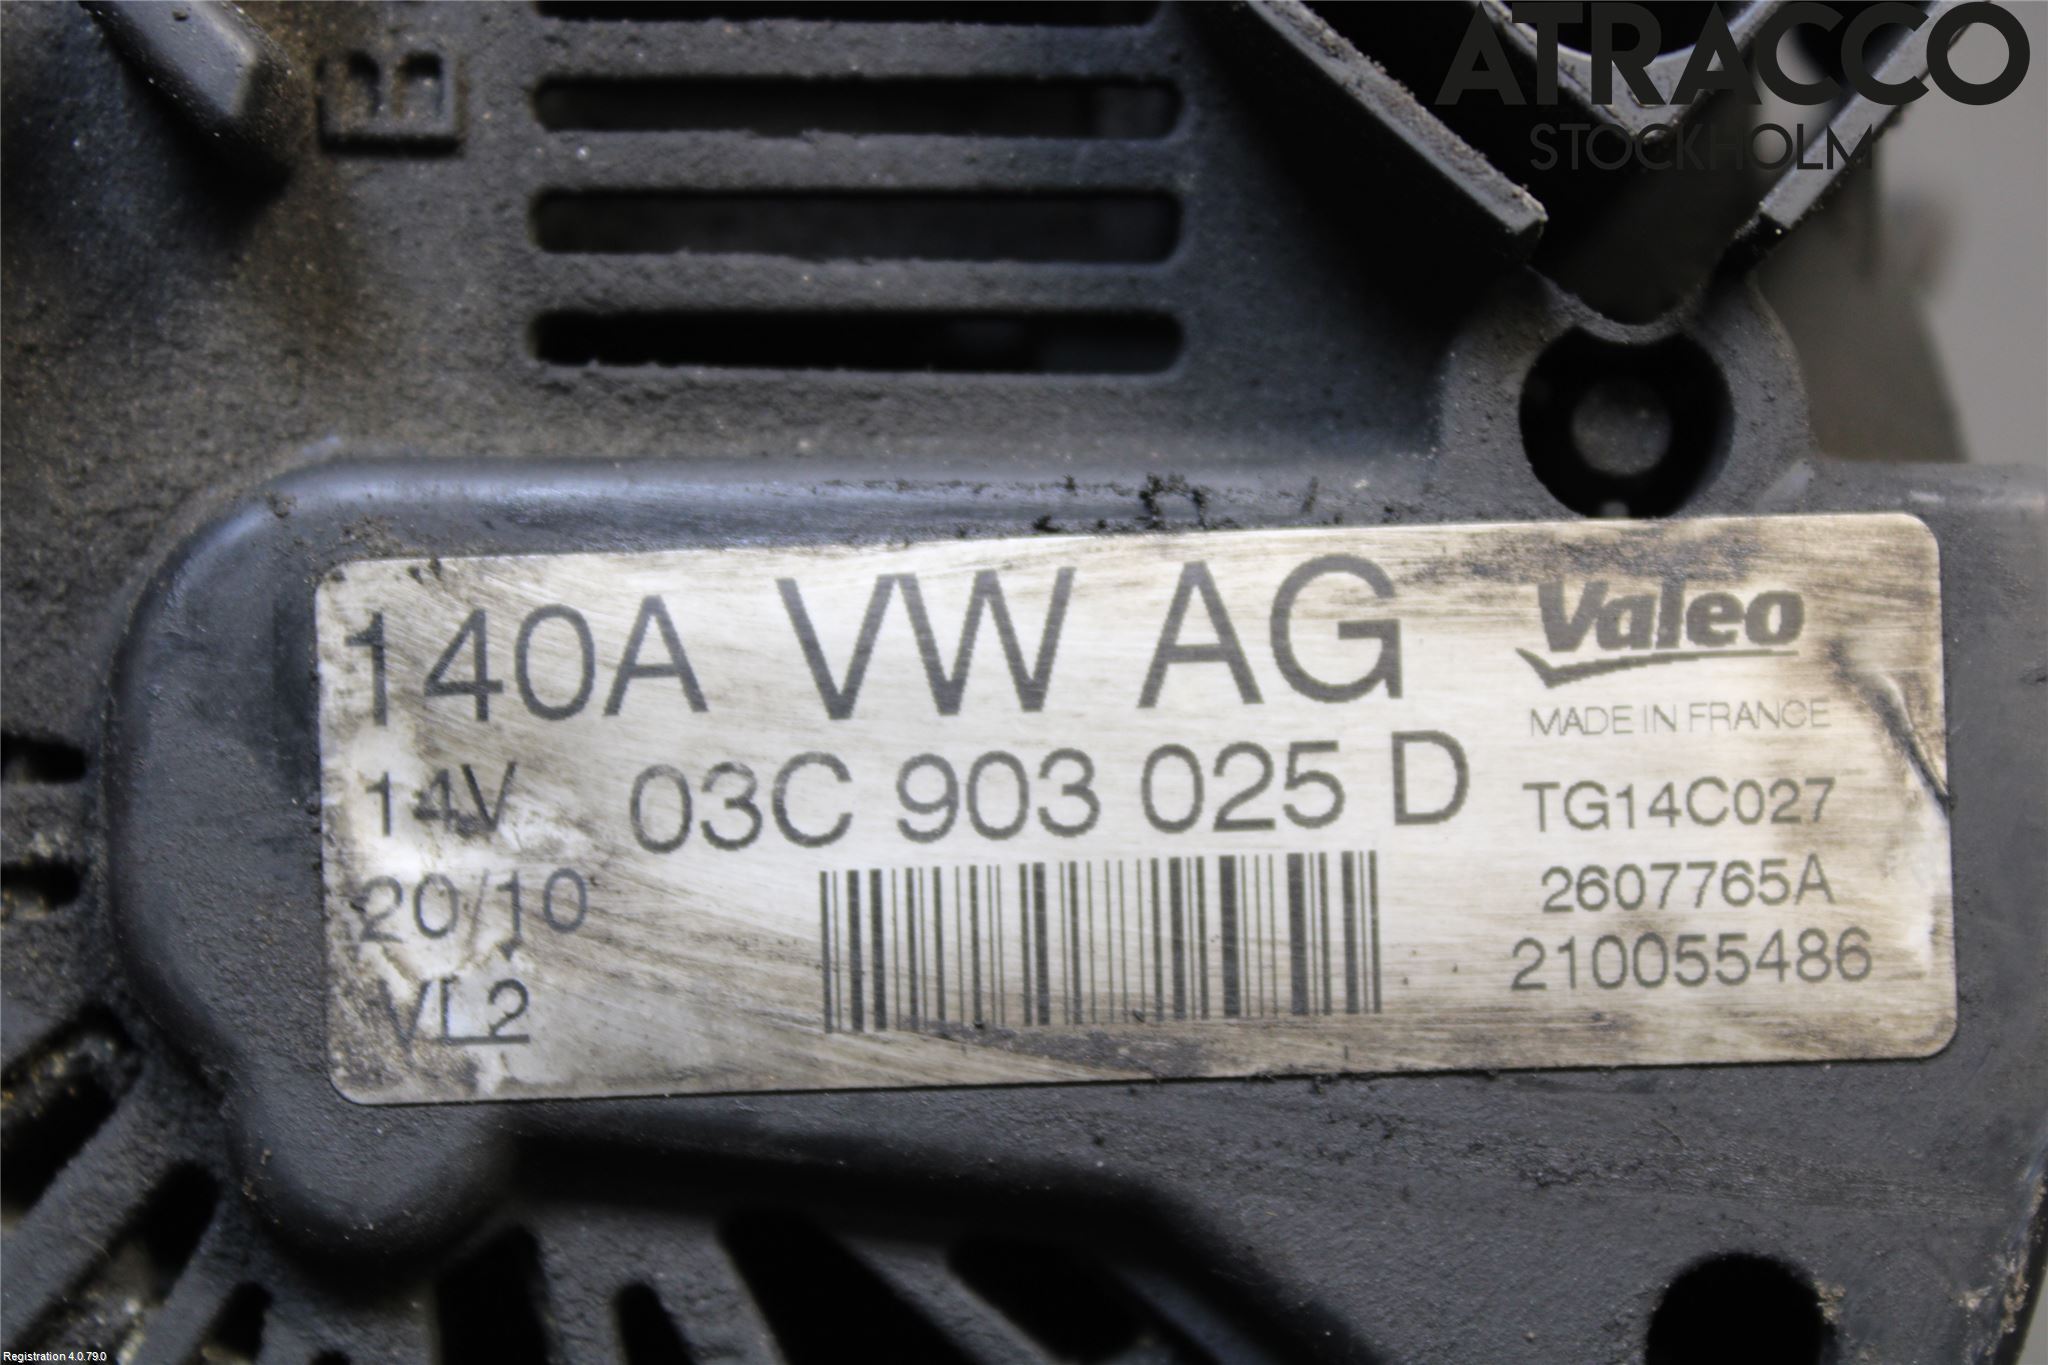 ATRACCO
STOCKHOLM
B
140A VW AG
14V 03C 903 025 D
20/10
VL2
Valeo
MADE IN FRANCE
TG14C027
2607765A
210055486
Registration 4.0.79.0